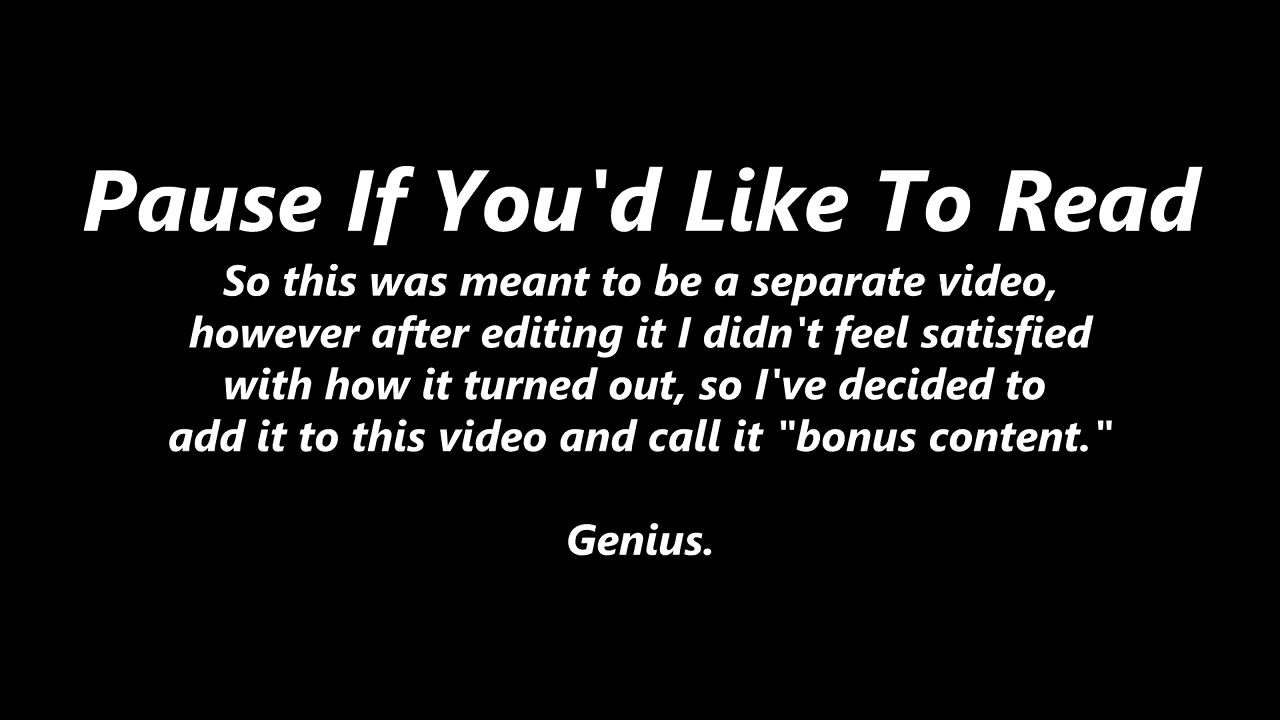 Pause If You'd Like To Read
So this was meant to be a separate video,
however after editing it I didn't feel satisfied
with how it turned out, so I've decided to
add it to this video and call it "bonus content."
Genius.